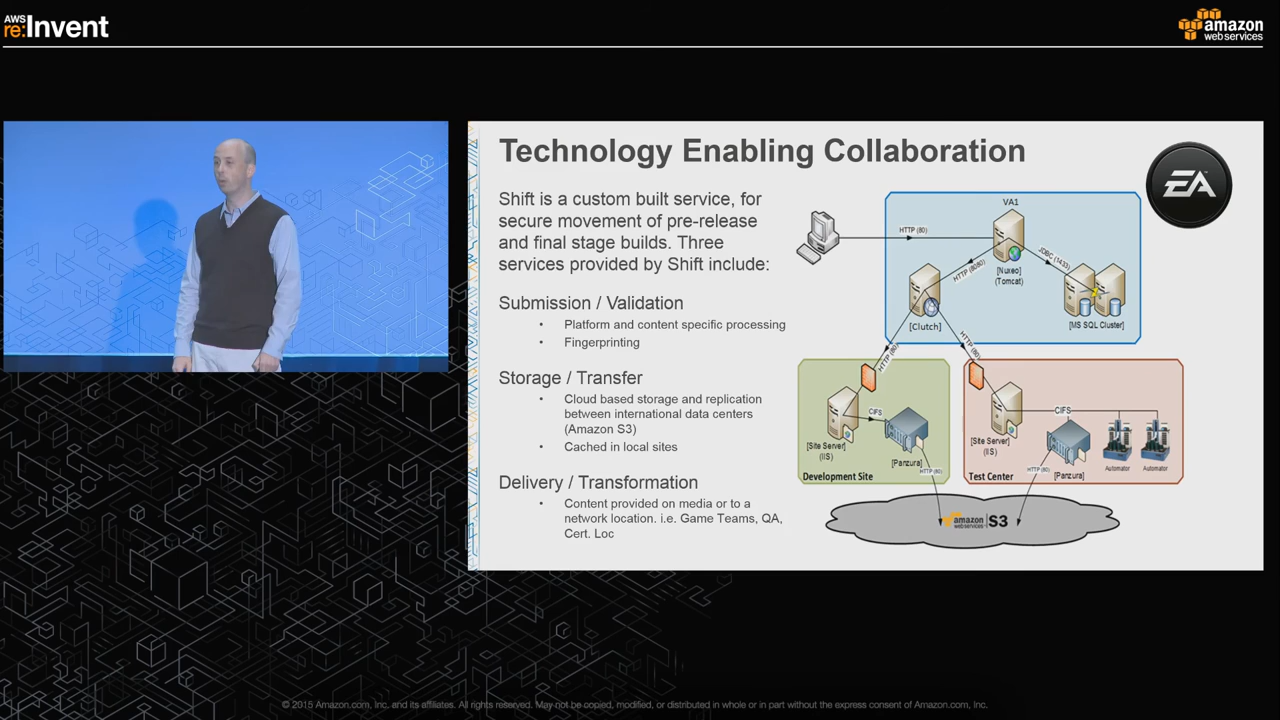 AWS
re:Invent
amazon
web services
Technology Enabling Collaboration
EA
Shift is a custom built service, for
secure movement of pre-release
and final stage builds. Three
services provided by Shift include:
Submission / Validation
• Platform and content specific processing
• Fingerprinting
Storage / Transfer
• Cloud based storage and replication
between international data centers
(Amazon S3)
• Cached in local sites
Delivery / Transformation
• Content provided on media or to a
network location. i.e. Game Teams, QA,
Cert. Loc
VA1
HTTP (80)
[Nuxeo]
(Tomcat)
HTTP (8080)
JDBC (1433)
[Clutch]
[MS SQL Cluster]
HTTP (80)
HTTP (80)
CIFS
[Site Server]
(IIS)
[Panzura]
HTTP (80)
Development Site
CIFS
[Site Server]
(IIS)
Automator
Automator
HTTP (80)
[Panzura]
Test Center
amazon
web services
S3
© 2015 Amazon.com, Inc. and its affiliates. All rights reserved. May not be copied, modified, or distributed in whole or in part without the express consent of Amazon.com, Inc.